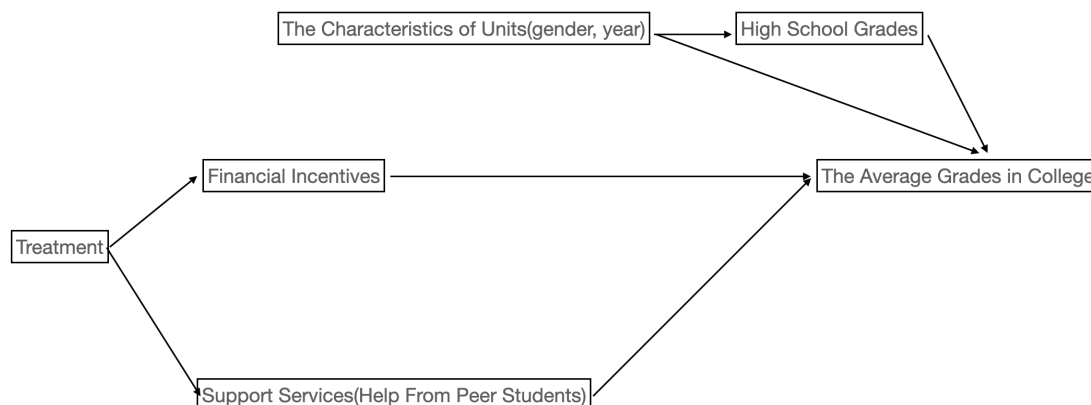 The Characteristics of Units(gender, year)
High School Grades
Financial Incentives
The Average Grades in College
Treatment
Support Services(Help From Peer Students)